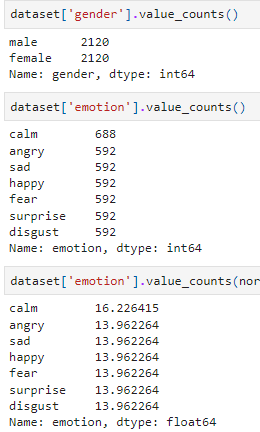 dataset['gender'].value_counts()
male 2120
female 2120
Name: gender, dtype: int64
dataset['emotion'].value_counts()
calm 688
angry 592
sad 592
happy 592
fear 592
surprise 592
disgust 592
Name: emotion, dtype: int64
dataset['emotion'].value_counts(nor
calm 16.226415
angry 13.962264
sad 13.962264
happy 13.962264
fear 13.962264
surprise 13.962264
disgust 13.962264
Name: emotion, dtype: float64